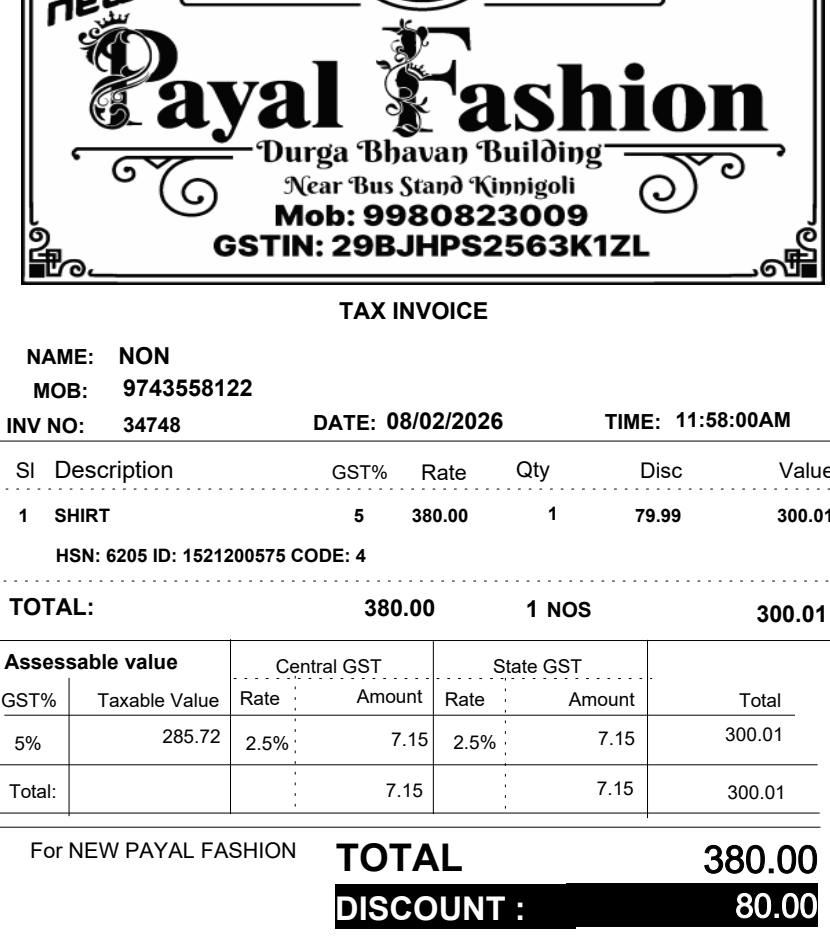 new
Payal Fashion
Durga Bhavan Building
Near Bus Stand Kinnigoli
Mob: 9980823009
GSTIN: 29BJHPS2563K1ZL
TAX INVOICE
NAME: NON
MOB: 9743558122
INV NO: 34748 DATE: 08/02/2026 TIME: 11:58:00AM
Sl Description GST% Rate Qty Disc Value
1 SHIRT 5 380.00 1 79.99 300.01
HSN: 6205 ID: 1521200575 CODE: 4
TOTAL: 380.00 1 NOS 300.01
Assessable value Central GST State GST
GST% Taxable Value Rate Amount Rate Amount Total
5% 285.72 2.5% 7.15 2.5% 7.15 300.01
Total: 7.15 7.15 300.01
For NEW PAYAL FASHION TOTAL 380.00
DISCOUNT : 80.00